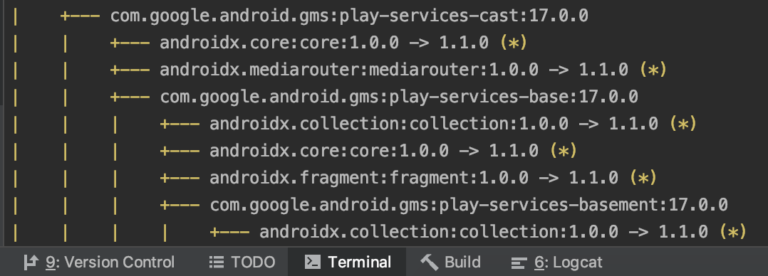 |    +--- com.google.android.gms:play-services-cast:17.0.0
|    |    +--- androidx.core:core:1.0.0 -> 1.1.0 (*)
|    |    +--- androidx.mediarouter:mediarouter:1.0.0 -> 1.1.0 (*)
|    |    +--- com.google.android.gms:play-services-base:17.0.0
|    |    |    +--- androidx.collection:collection:1.0.0 -> 1.1.0 (*)
|    |    |    +--- androidx.core:core:1.0.0 -> 1.1.0 (*)
|    |    |    +--- androidx.fragment:fragment:1.0.0 -> 1.1.0 (*)
|    |    |    +--- com.google.android.gms:play-services-basement:17.0.0
|    |    |    |    +--- androidx.collection:collection:1.0.0 -> 1.1.0 (*)
9: Version Control TODO Terminal Build 6: Logcat